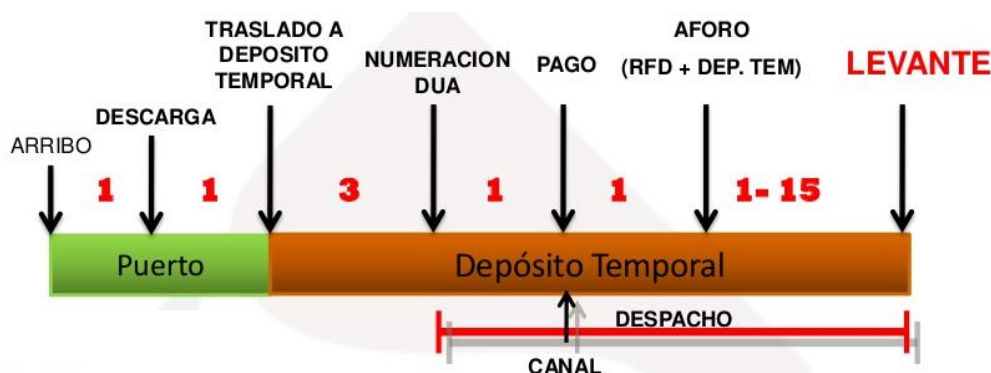 TRASLADO A
DEPOSITO
TEMPORAL
NUMERACION
DUA
PAGO
AFORO
(RFD + DEP. TEM)
LEVANTE
DESCARGA
ARRIBO
1
1
3
1
1
1- 15
Puerto
Depósito Temporal
DESPACHO
CANAL